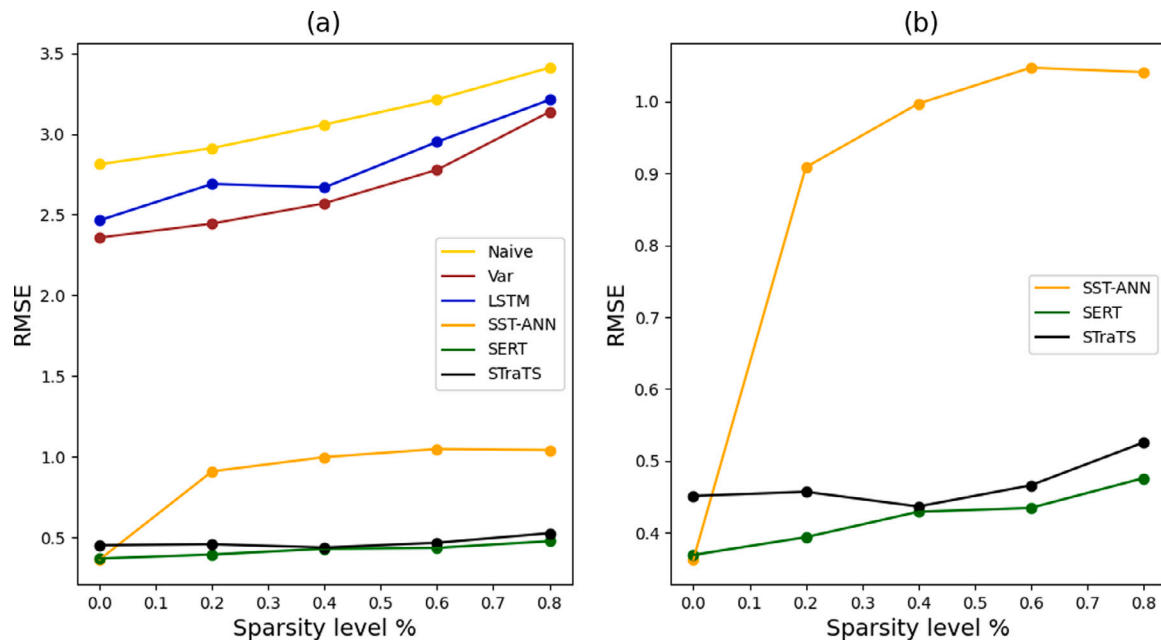 (a)
3.5
3.0
2.5
2.0
1.5
1.0
0.5
RMSE
Naive
Var
LSTM
SST-ANN
SERT
STraTS
0.0 0.1 0.2 0.3 0.4 0.5 0.6 0.7 0.8
Sparsity level %
(b)
1.0
0.9
0.8
0.7
0.6
0.5
0.4
RMSE
SST-ANN
SERT
STraTS
0.0 0.1 0.2 0.3 0.4 0.5 0.6 0.7 0.8
Sparsity level %